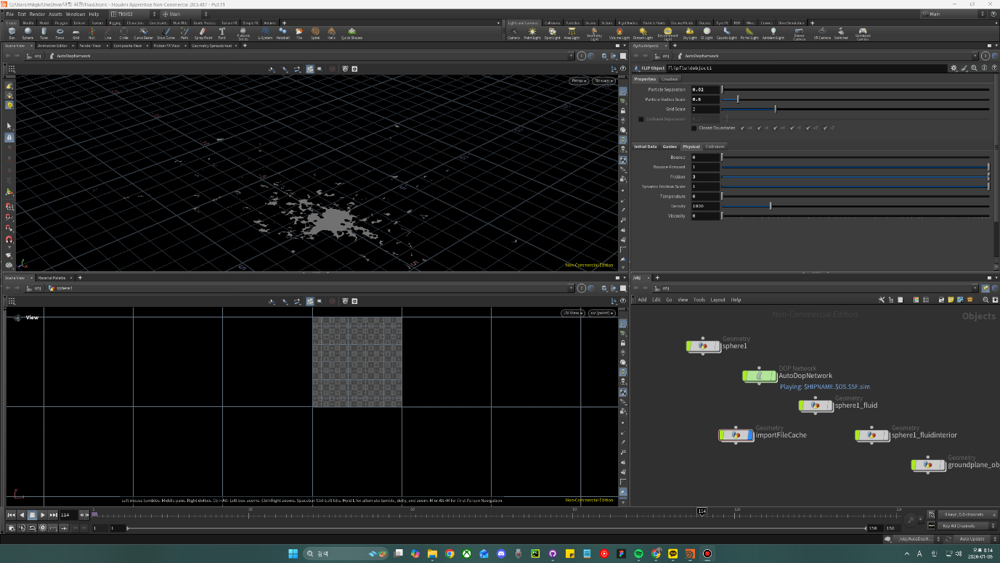 C:/Users/rhkgk/OneDrive/바탕 화면/Fluid.hipnc - Houdini Apprentice Non-Commercial 20.5.487 - Py3.11
File Edit Render Assets Windows Help TKM02 Main Main
Create Modify Model Polygon Deform Texture Rigging Characters Constraints Hair Utils Guide Process Terrain FX Simple FX Volume
Lights and Cameras Collisions Particles Grains Vellum Rigid Bodies Particle Fluids Viscous Fluids Oceans Pyro FX FEM Wires Crowds Drive Simulation
Box Sphere Tube Torus Grid Null Line Circle Curve Bezier Draw Curve Path Spray Paint Font Platonic Solids L-System Metaball File Spiral Helix Quick Shapes
Camera Point Light Spot Light Area Light Geometry Light Volume Light Distant Light Environment Light Sky Light GI Light Caustic Light Portal Light Ambient Light Stereo Camera VR Camera Switcher Gamepad Camera
Scene View Animation Editor Render View Composite View Motion FX View Geometry Spreadsheet
flipfluidobject1
obj AutoDopNetwork
obj AutoDopNetwork
FLIP Object flipfluidobject1
Persp No cam
Properties Creation
Particle Separation 0.02
Particle Radius Scale 0.6
Grid Scale 2
Collision Separation
Closed Boundaries +X -X +Y -Y +Z -Z
Initial Data Guides Physical Collisions
Bounce 0
Bounce Forward 1
Friction 3
Dynamic Friction Scale 1
Temperature 0
Density 1000
Viscosity 0
Non-Commercial Edition
Scene View Material Palette
obj sphere1
View
UV View uv (point)
Left mouse tumbles. Middle pans. Right dollies. Ctrl+Alt+Left box-zooms. Ctrl+Right zooms. Spacebar-Ctrl-Left tilts. Hold L for alternate tumble, dolly, and zoom. M or Alt+M for First Person Navigation.
Non-Commercial Edition
/obj
obj
Add Edit Go View Tools Layout Help
Non-Commercial Edition
Objects
Geometry
sphere1
DOP Network
AutoDopNetwork
Playing: $HIPNAME.$OS.$SF.sim
Geometry
sphere1_fluid
Geometry
importFileCache
Geometry
sphere1_fluidinterior
Geometry
groundplane_ob
114
1 30 60 90 114 120
0 keys, 0/0 channels
1 1 150 150
Key All Channels
/obj/AutoDopN... Auto Update
검색
A
오후 8:14
2026-01-06